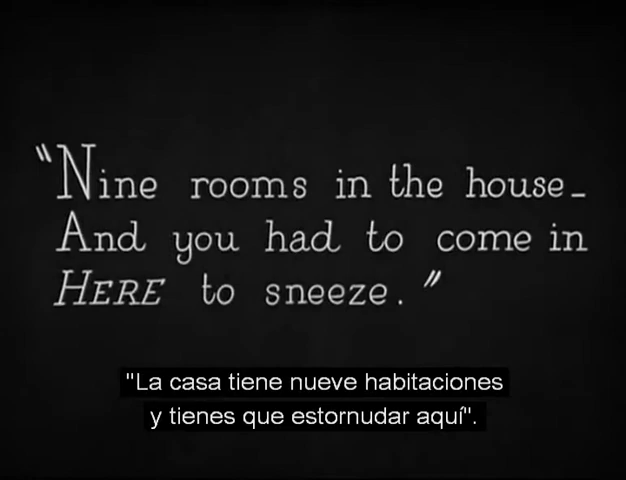 "Nine rooms in the house_
And you had to come in
HERE to sneeze."
"La casa tiene nueve habitaciones
y tienes que estornudar aquí".